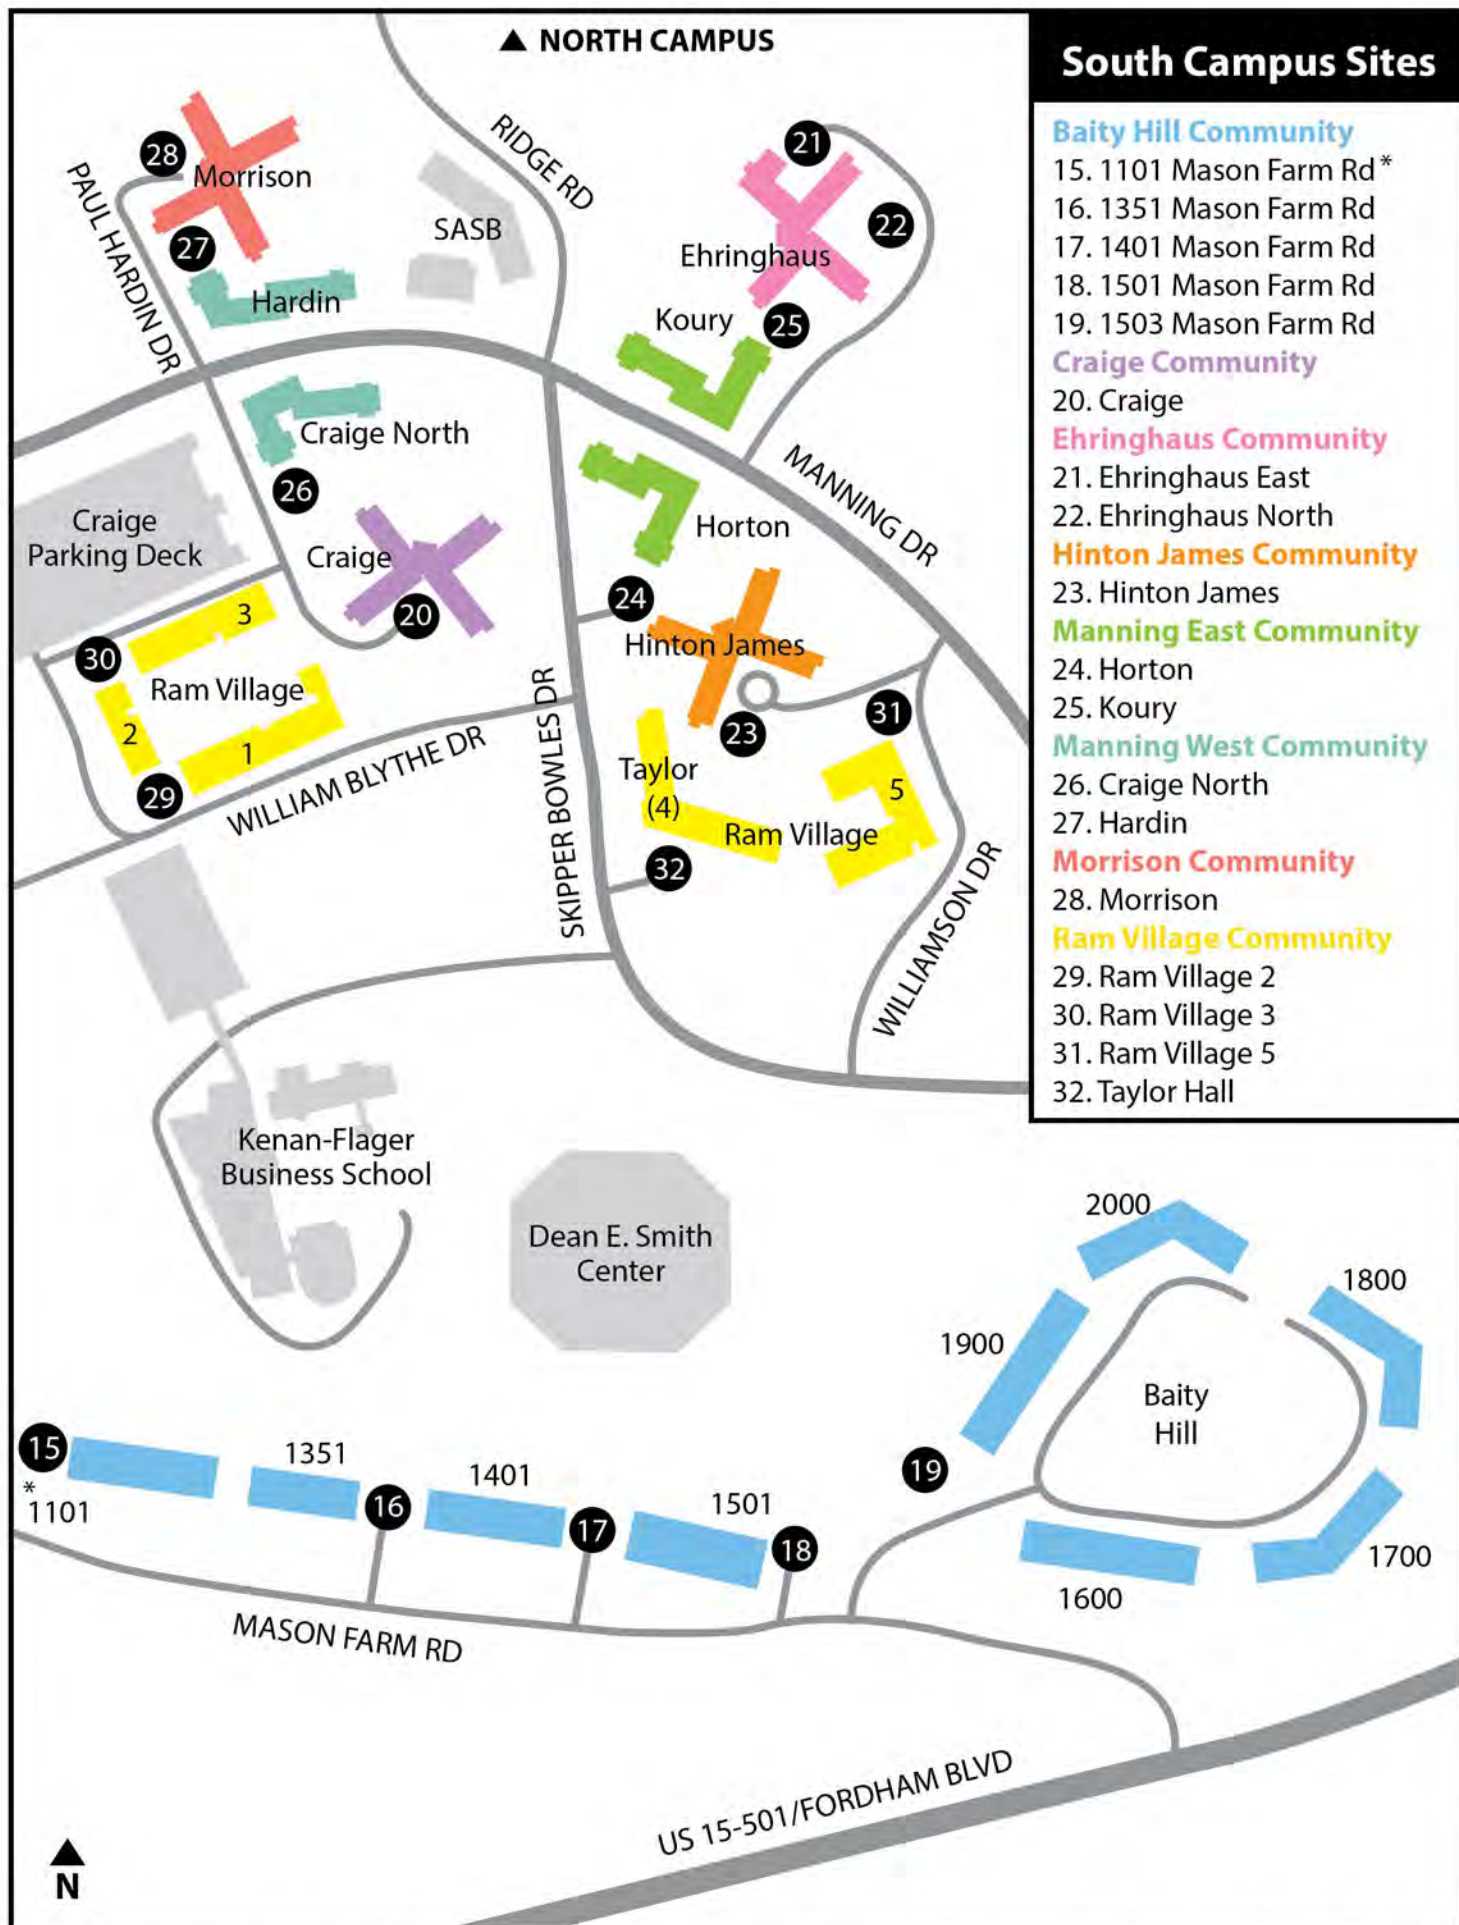 ▲ NORTH CAMPUS
South Campus Sites
Baity Hill Community
15. 1101 Mason Farm Rd *
16. 1351 Mason Farm Rd
17. 1401 Mason Farm Rd
18. 1501 Mason Farm Rd
19. 1503 Mason Farm Rd
Craige Community
20. Craige
Ehringhaus Community
21. Ehringhaus East
22. Ehringhaus North
Hinton James Community
23. Hinton James
Manning East Community
24. Horton
25. Koury
Manning West Community
26. Craige North
27. Hardin
Morrison Community
28. Morrison
Ram Village Community
29. Ram Village 2
30. Ram Village 3
31. Ram Village 5
32. Taylor Hall
28
Morrison
27
Hardin
PAUL HARDIN DR
SASB
RIDGE RD
21
22
Ehringhaus
Koury
25
Craige North
26
Craige
Parking Deck
Craige
20
Horton
MANNING DR
24
Hinton James
23
31
3
30
Ram Village
2
1
29
WILLIAM BLYTHE DR
SKIPPER BOWLES DR
Taylor
(4)
Ram Village
5
32
WILLIAMSON DR
Kenan-Flager
Business School
Dean E. Smith
Center
2000
1800
1900
Baity
Hill
19
1600
1700
15
*
1101
1351
16
1401
17
1501
18
MASON FARM RD
US 15-501/FORDHAM BLVD
N